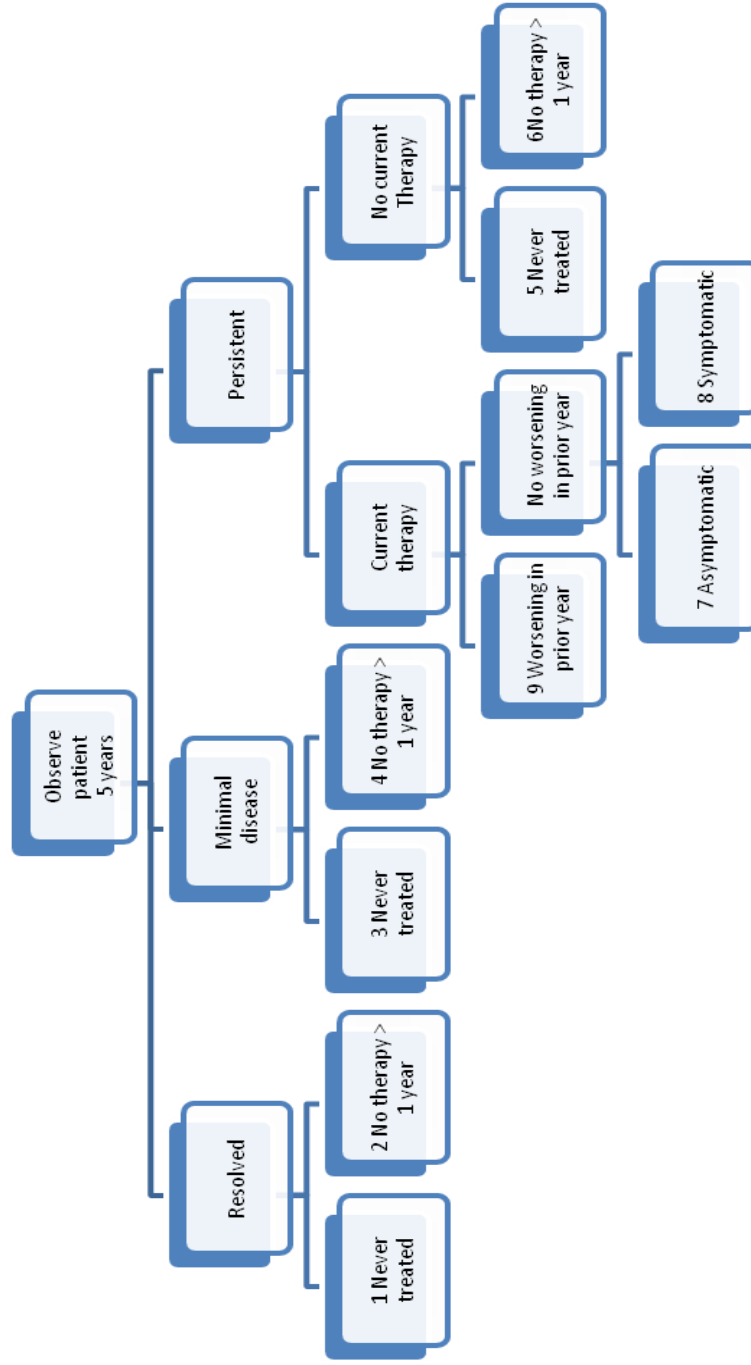 Observe
patient
5 years
Resolved
Minimal
disease
Persistent
1 Never
treated
2 No therapy >
1 year
3 Never
treated
4 No therapy >
1 year
Current
therapy
No current
Therapy
9 Worsening in
prior year
No worsening
in prior year
5 Never
treated
6No therapy >
1 year
7 Asymptomatic
8 Symptomatic